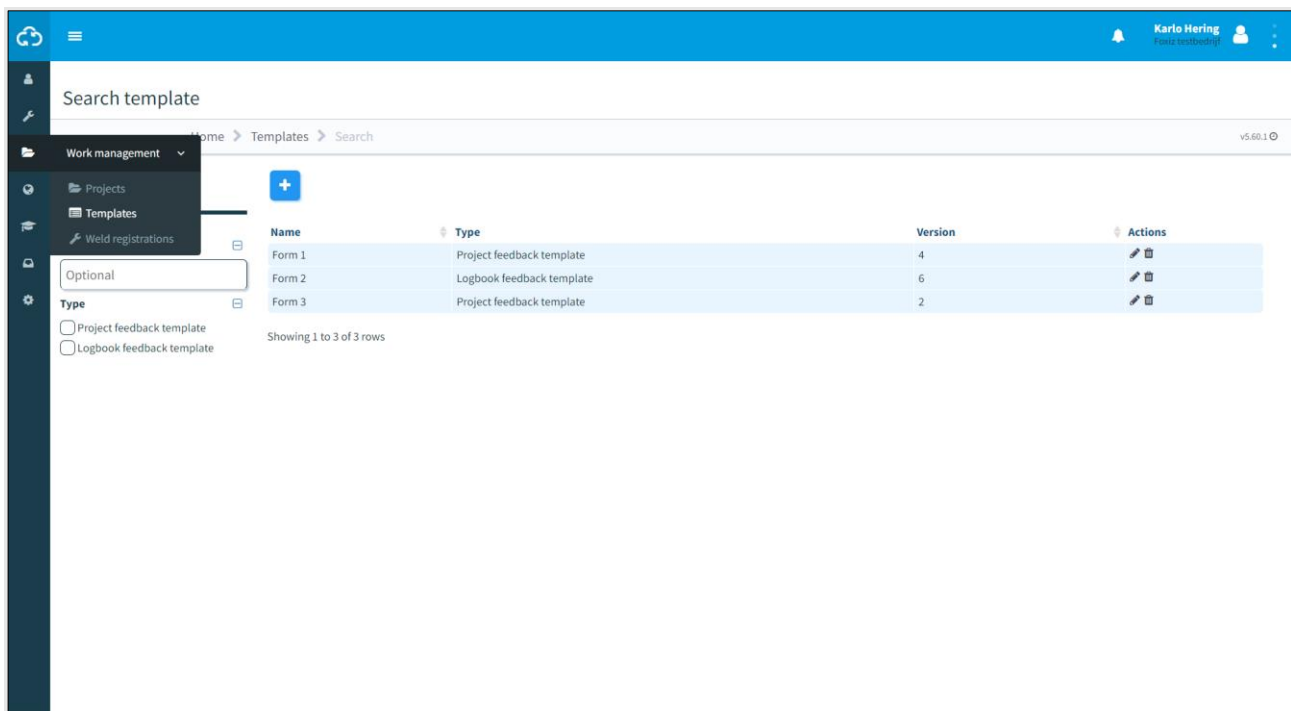 Karlo Hering
Fuxiz testbedrijf
Search template
ome Templates Search
v5.60.1
Work management
Projects
Templates
Weld registrations
Optional
Type
Project feedback template
Logbook feedback template
Name Type Version Actions
Form 1 Project feedback template 4
Form 2 Logbook feedback template 6
Form 3 Project feedback template 2
Showing 1 to 3 of 3 rows